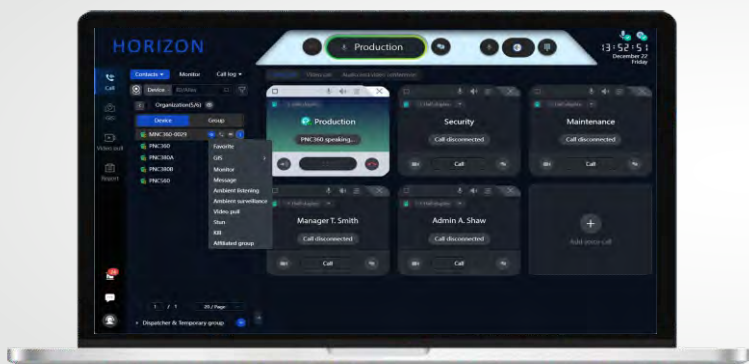 HORIZON
Production
13:52:51
December 22
Friday
Call
Contacts
Monitor
Call log
Device
Organization(5/6)
Device
Group
MNC360-0029
PNC360
PNC380A
PNC380B
PNC560
Favorite
GIS
Monitor
Message
Ambient listening
Ambient surveillance
Video pull
Stun
Kill
Affiliated group
Video pull
Report
1 / 1
20 / Page
Dispatcher & Temporary group
Production
PNC360 speaking...
Security
Call disconnected
Call
Maintenance
Call disconnected
Call
Manager T. Smith
Call disconnected
Call
Admin A. Shaw
Call disconnected
Call
Add voice call